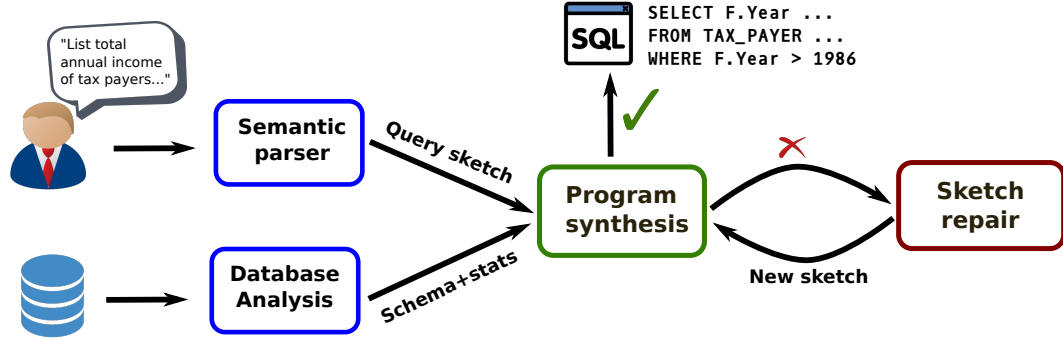 "List total
annual income
of tax payers..."
SQL
SELECT F.Year ...
FROM TAX_PAYER ...
WHERE F.Year > 1986
Semantic
parser
Query sketch
Program
synthesis
Sketch
repair
Database
Analysis
Schema+stats
New sketch